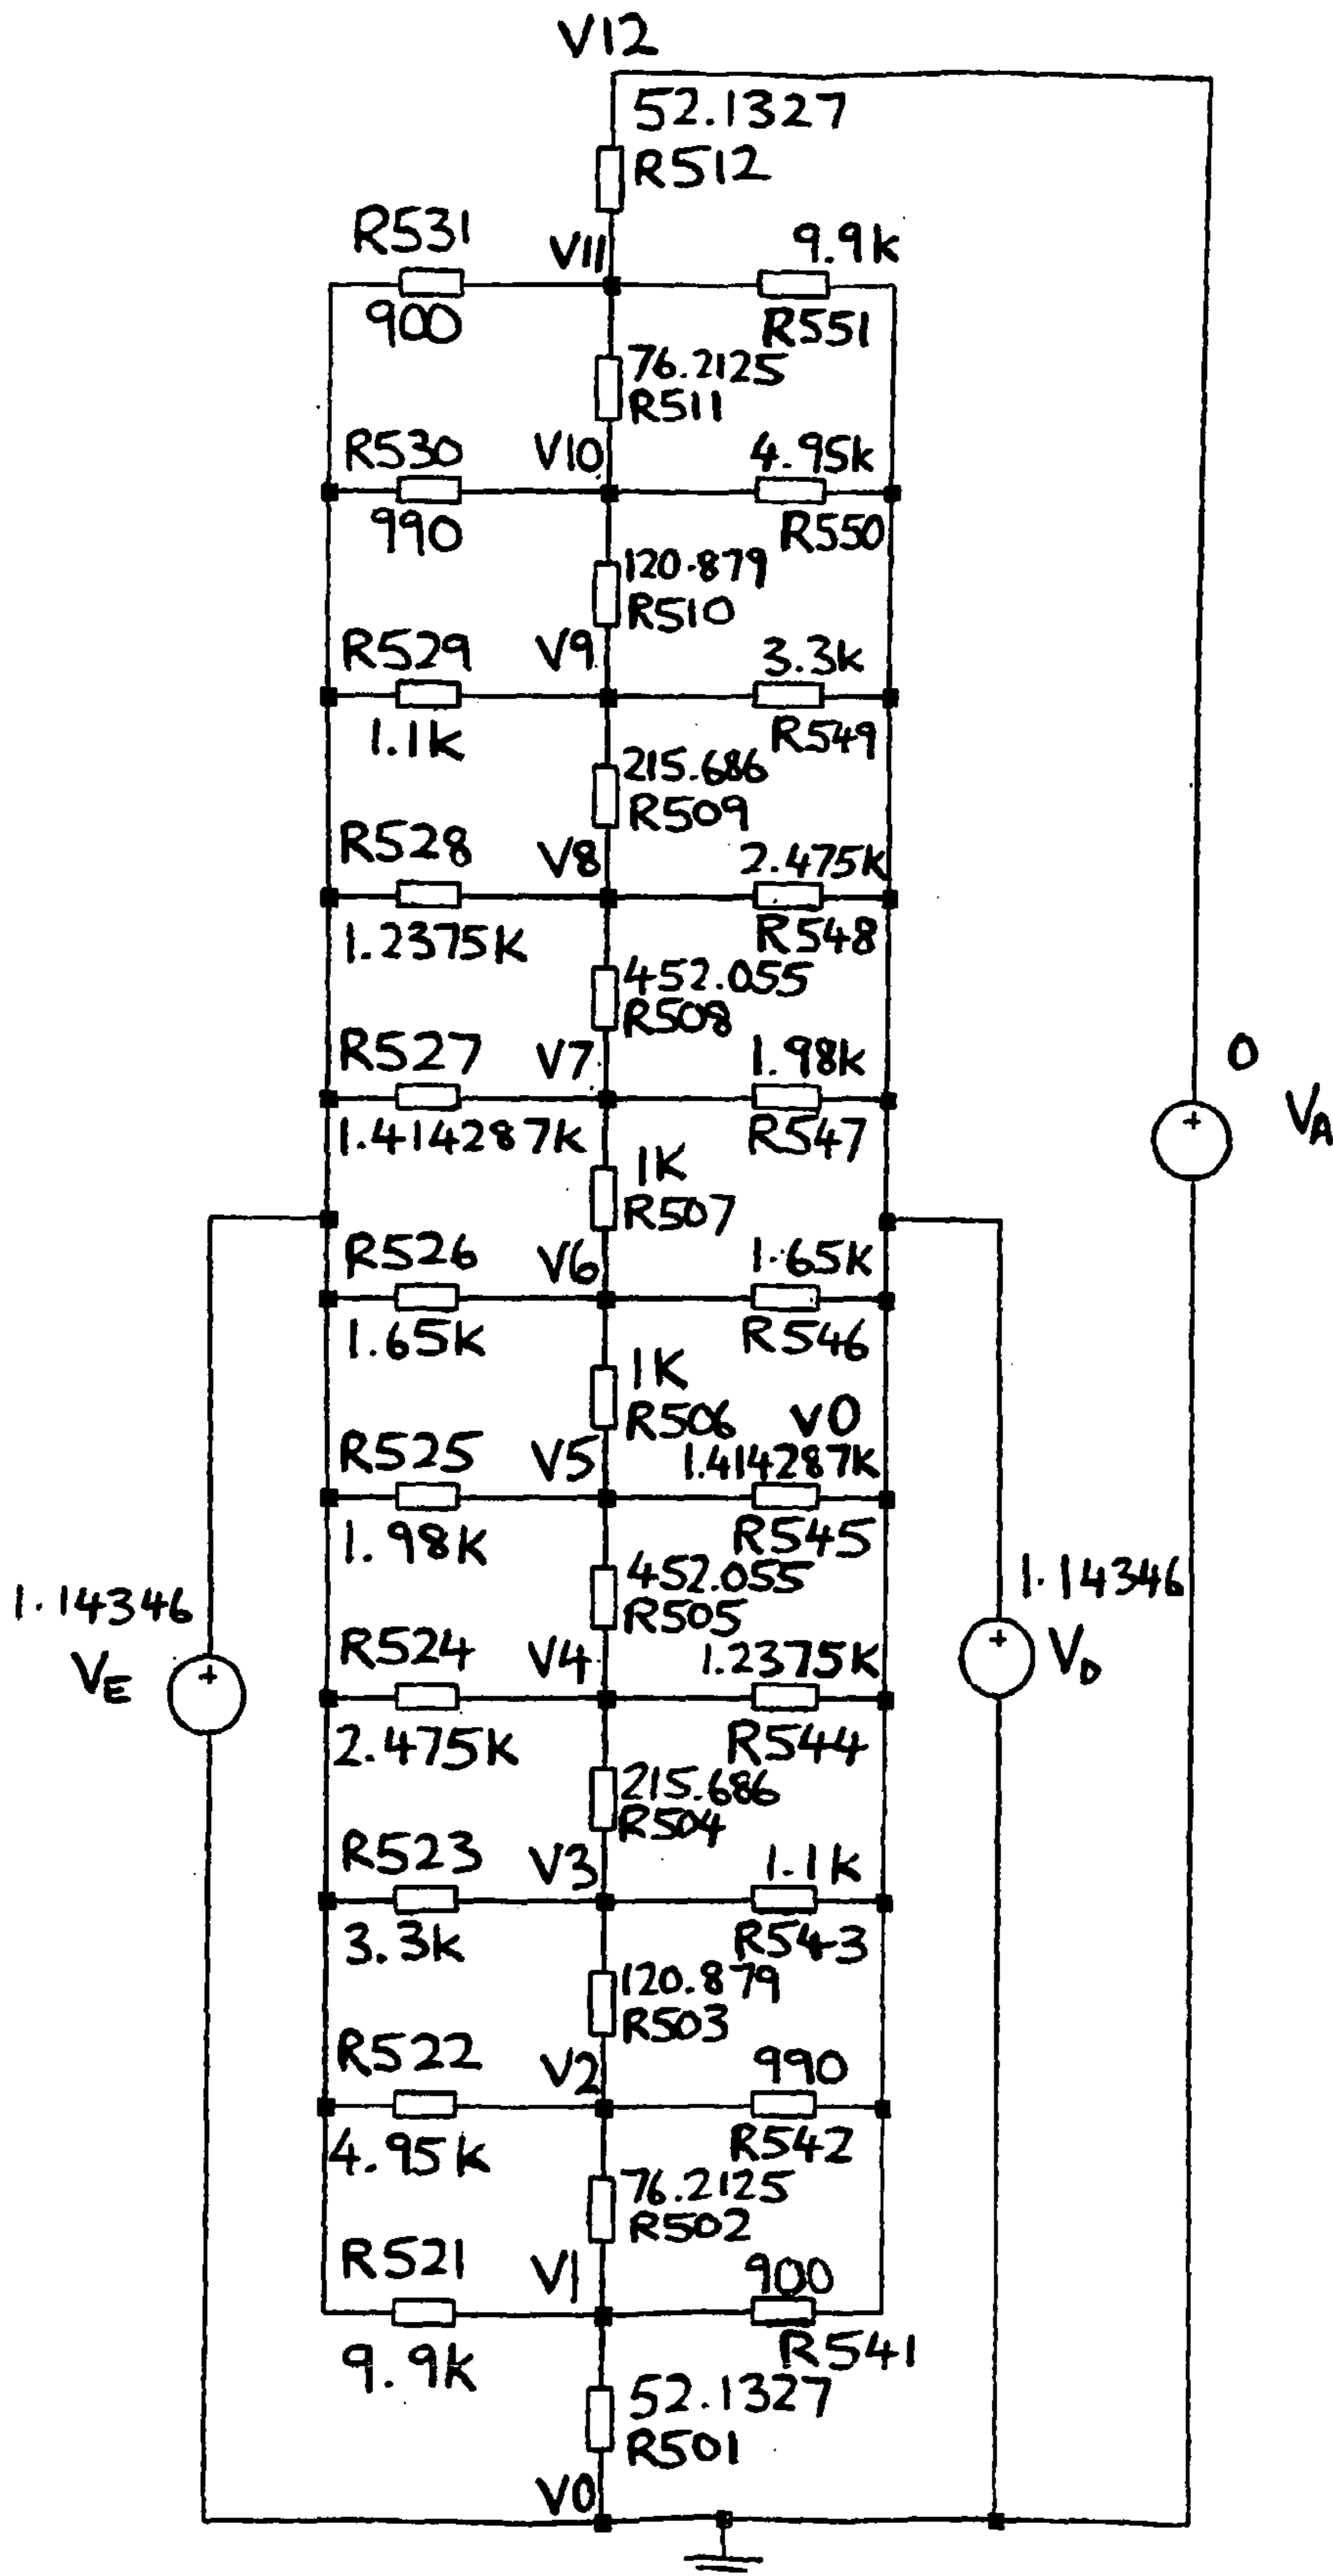 V12
52.1327
R512
R531
V11
9.9k
900
R551
76.2125
R511
R530
V10
4.95k
990
R550
120.879
R510
R529
V9
3.3k
1.1K
R549
215.686
R509
R528
V8
2.475K
1.2375K
R548
452.055
R508
R527
V7
1.98k
0
VA
1.414287K
R547
1K
R507
R526
V6
1.65K
1.65K
R546
1K
R506
V0
R525
V5
1.414287K
1.98K
R545
452.055
R505
1.14346
1.14346
R524
V4
1.2375K
VE
VD
2.475K
R544
215.686
R504
R523
V3
1.1K
3.3k
R543
120.879
R503
R522
V2
990
4.95K
R542
76.2125
R502
R521
V1
900
9.9K
R541
52.1327
R501
V0